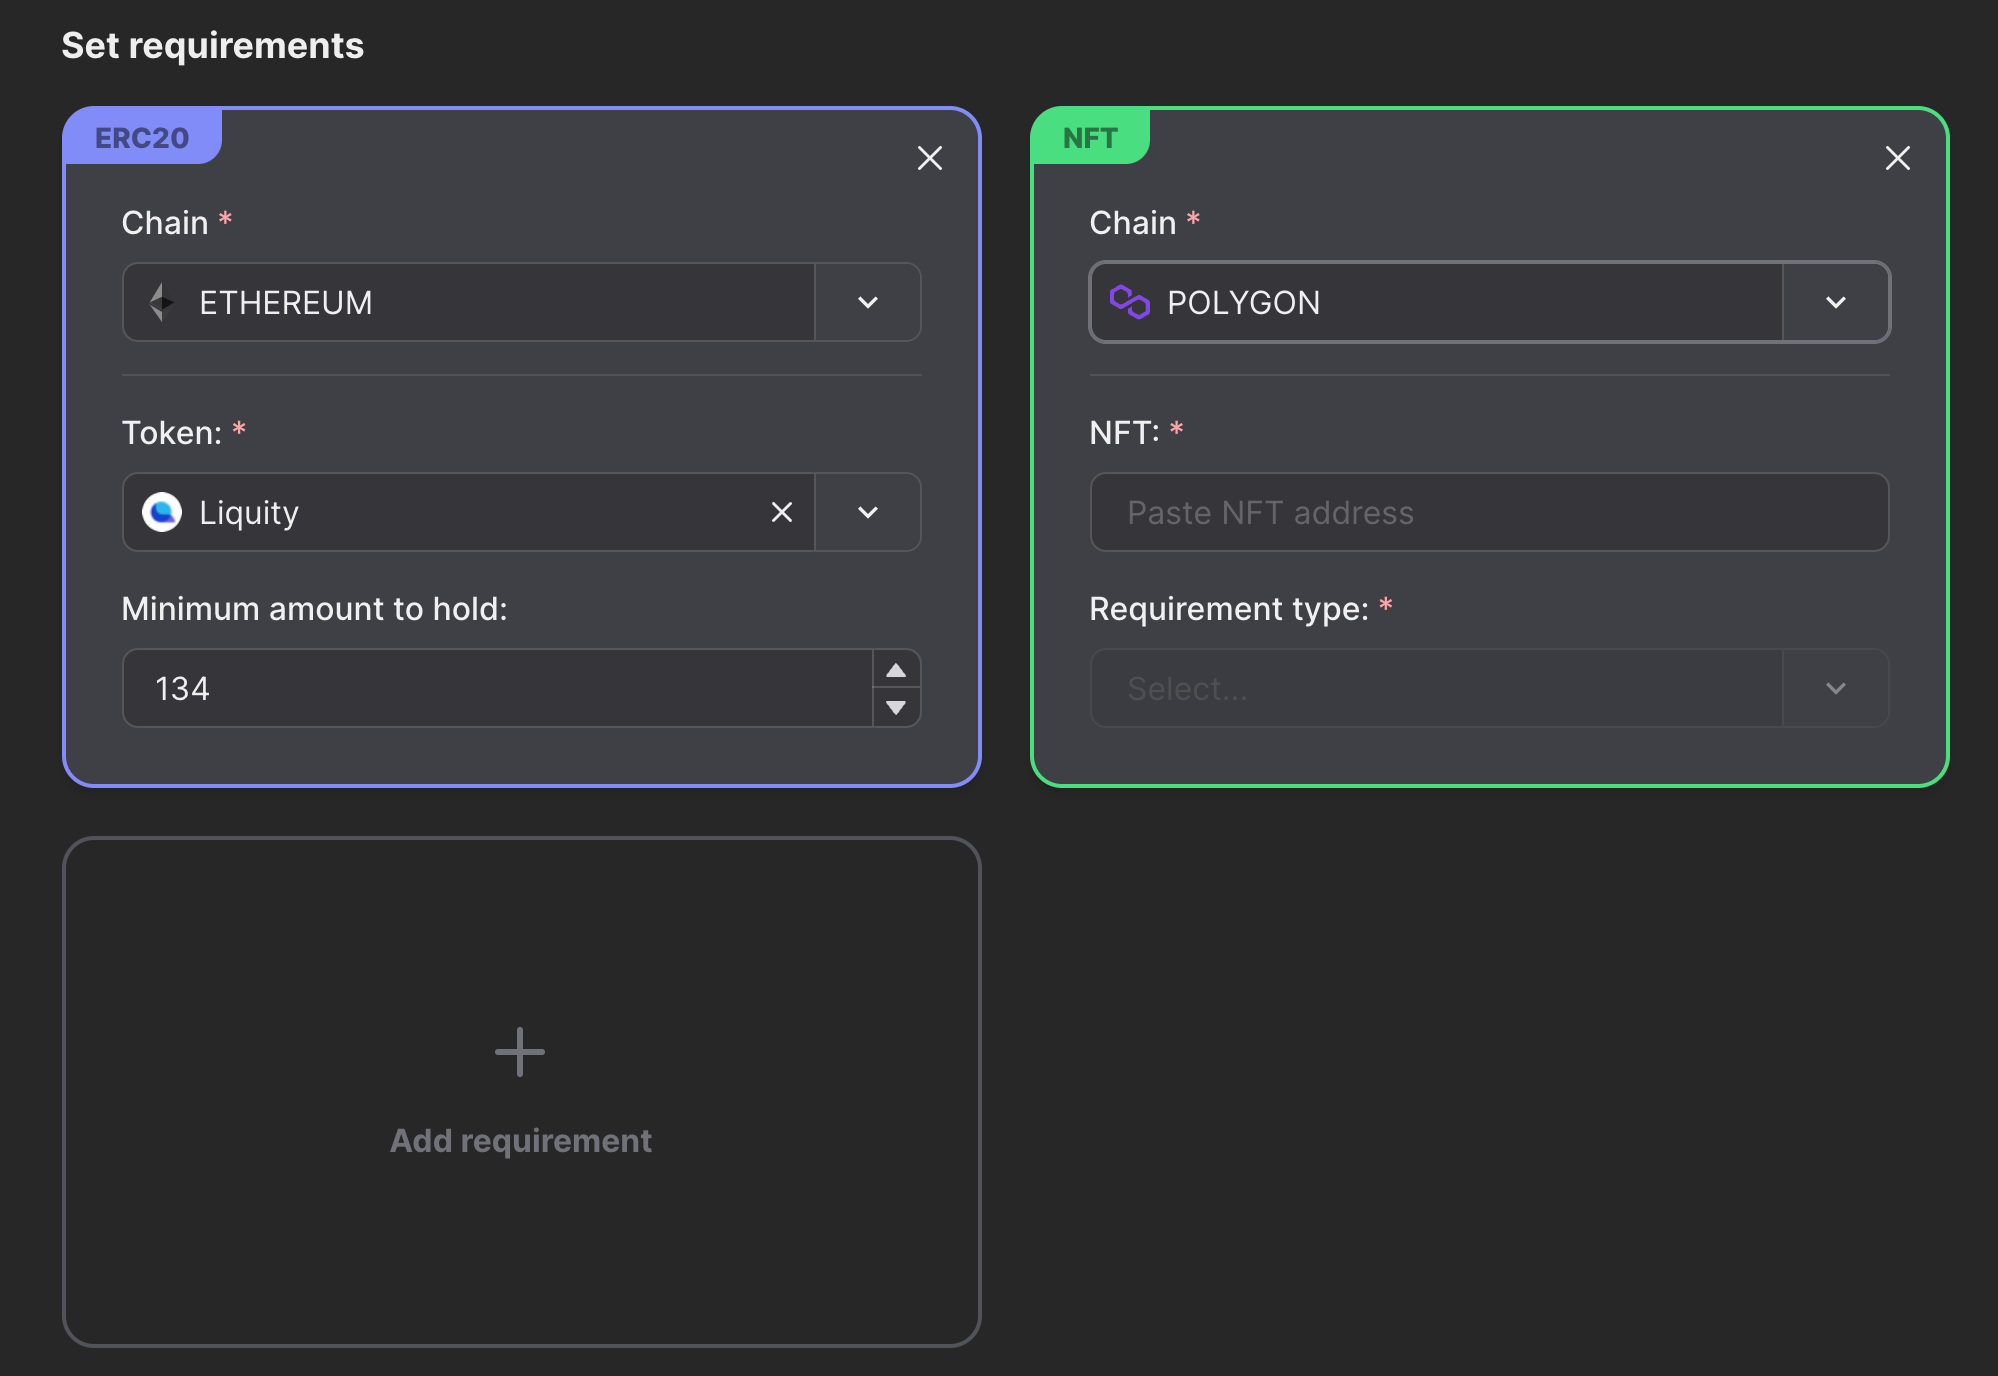 Set requirements
ERC20
Chain *
ETHEREUM
Token: *
Liquity
Minimum amount to hold:
134
NFT
Chain *
POLYGON
NFT: *
Paste NFT address
Requirement type: *
Select...
Add requirement